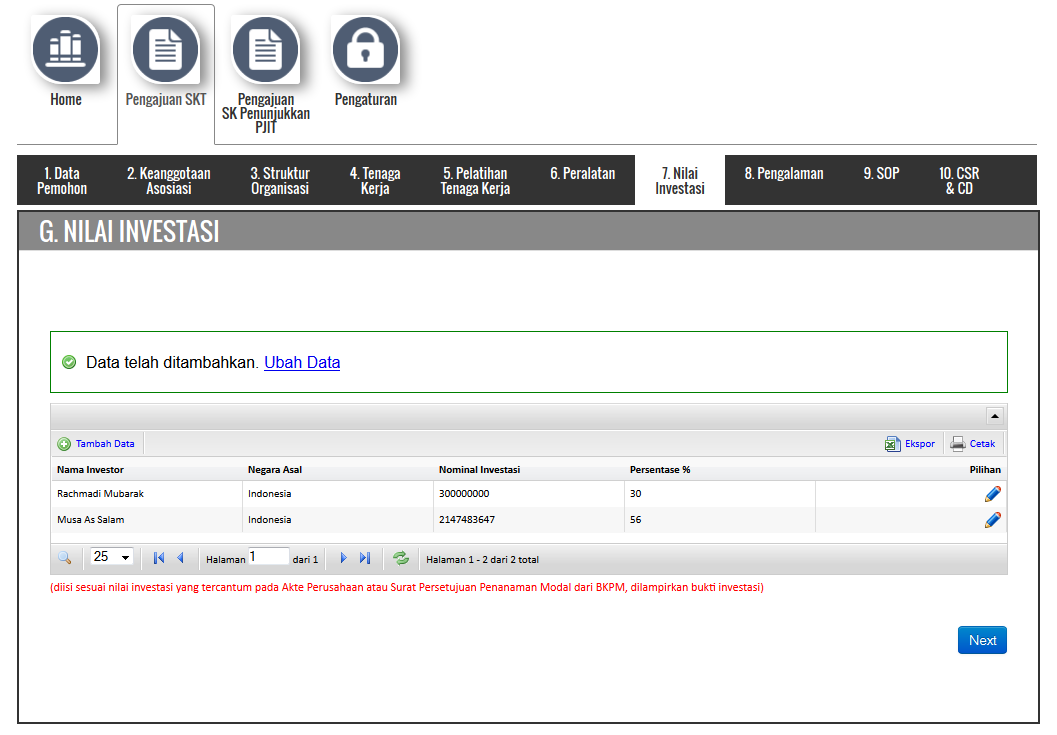 Home
Pengajuan SKT
Pengajuan
SK Penunjukkan
PJIT
Pengaturan
1. Data
Pemohon
2. Keanggotaan
Asosiasi
3. Struktur
Organisasi
4. Tenaga
Kerja
5. Pelatihan
Tenaga Kerja
6. Peralatan
7. Nilai
Investasi
8. Pengalaman
9. SOP
10. CSR
& CD
G. NILAI INVESTASI
Data telah ditambahkan. Ubah Data
Tambah Data
Ekspor
Cetak
Nama Investor Negara Asal Nominal Investasi Persentase % Pilihan
Rachmadi Mubarak Indonesia 300000000 30
Musa As Salam Indonesia 2147483647 56
25 Halaman 1 dari 1 Halaman 1 - 2 dari 2 total
(diisi sesuai nilai investasi yang tercantum pada Akte Perusahaan atau Surat Persetujuan Penanaman Modal dari BKPM, dilampirkan bukti investasi)
Next